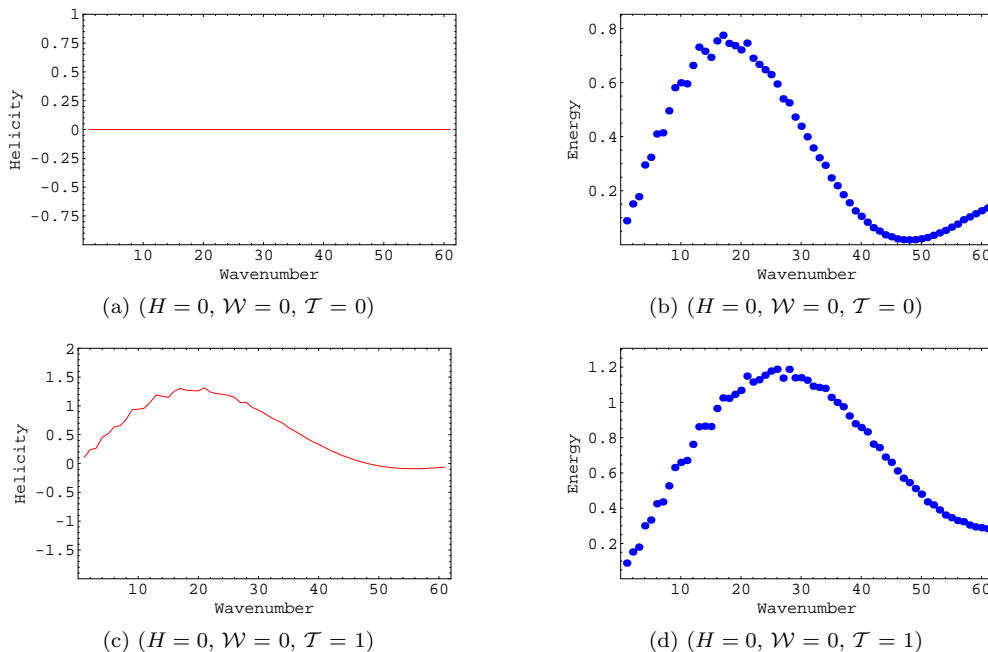 1
0.75
0.5
0.25
0
-0.25
-0.5
-0.75
Helicity
10 20 30 40 50 60
Wavenumber
(a) (H = 0, W = 0, T = 0)
0.8
0.6
0.4
0.2
Energy
10 20 30 40 50 60
Wavenumber
(b) (H = 0, W = 0, T = 0)
2
1.5
1
0.5
0
-0.5
-1
-1.5
Helicity
10 20 30 40 50 60
Wavenumber
(c) (H = 0, W = 0, T = 1)
1.2
1
0.8
0.6
0.4
0.2
Energy
10 20 30 40 50 60
Wavenumber
(d) (H = 0, W = 0, T = 1)